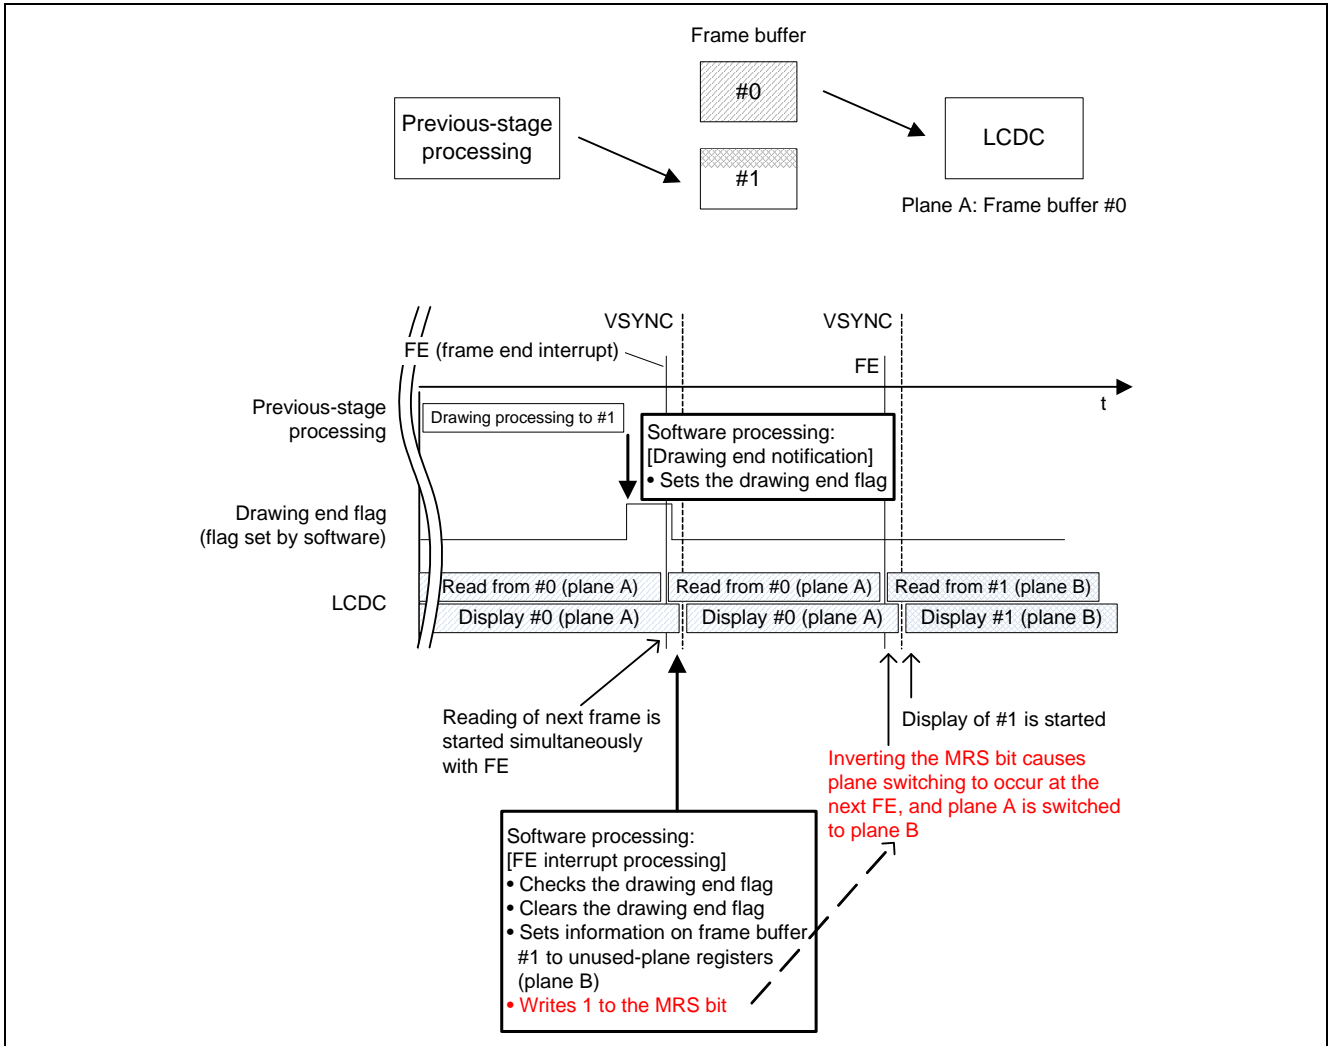 Frame buffer
#0
Previous-stage
processing
LCDC
#1
Plane A: Frame buffer #0
VSYNC
VSYNC
FE (frame end interrupt)
FE
t
Previous-stage
processing
Drawing processing to #1
Software processing:
[Drawing end notification]
• Sets the drawing end flag
Drawing end flag
(flag set by software)
LCDC
Read from #0 (plane A)
Read from #0 (plane A)
Read from #1 (plane B)
Display #0 (plane A)
Display #0 (plane A)
Display #1 (plane B)
Reading of next frame is
started simultaneously
with FE
Display of #1 is started
Inverting the MRS bit causes
plane switching to occur at the
next FE, and plane A is switched
to plane B
Software processing:
[FE interrupt processing]
• Checks the drawing end flag
• Clears the drawing end flag
• Sets information on frame buffer
#1 to unused-plane registers
(plane B)
• Writes 1 to the MRS bit